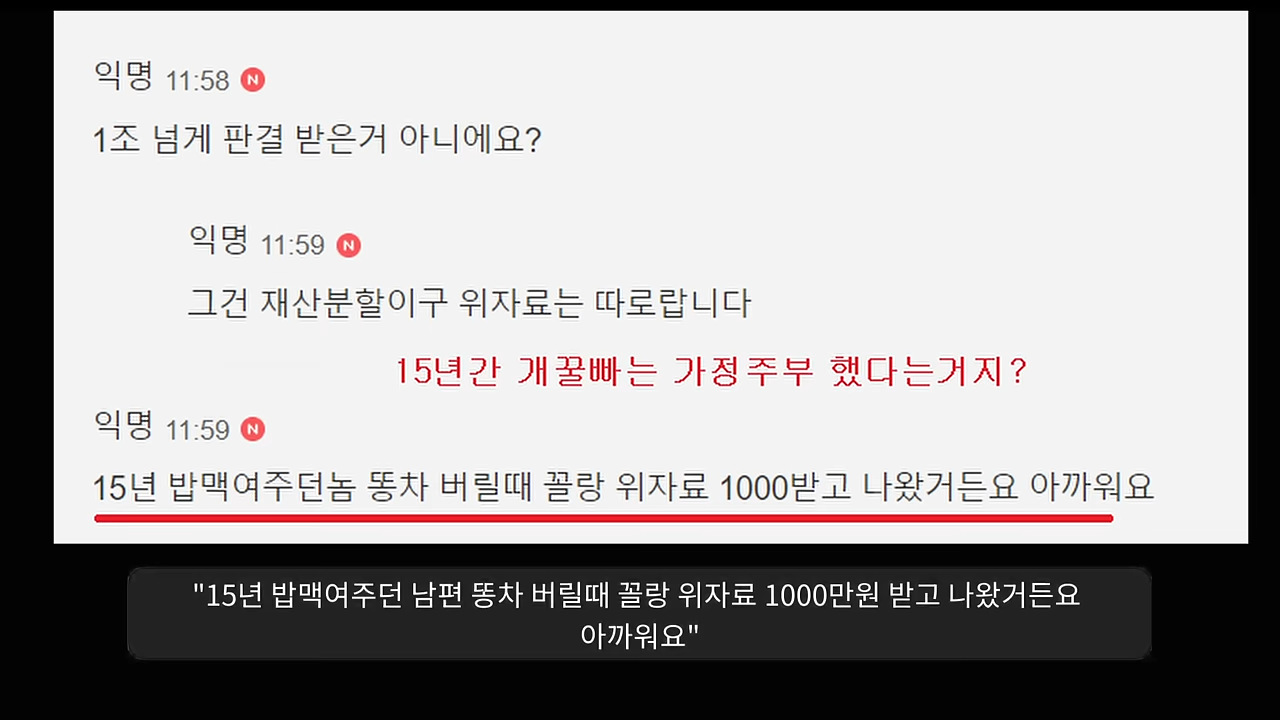 익명 11:58 N
1조 넘게 판결 받은거 아니에요?
익명 11:59 N
그건 재산분할이구 위자료는 따로랍니다
15년간 개꿀빠는 가정주부 했다는거지?
익명 11:59 N
15년 밥맥여주던놈 똥차 버릴때 꼴랑 위자료 1000받고 나왔거든요 아까워요
"15년 밥맥여주던 남편 똥차 버릴때 꼴랑 위자료 1000만원 받고 나왔거든요
아까워요"